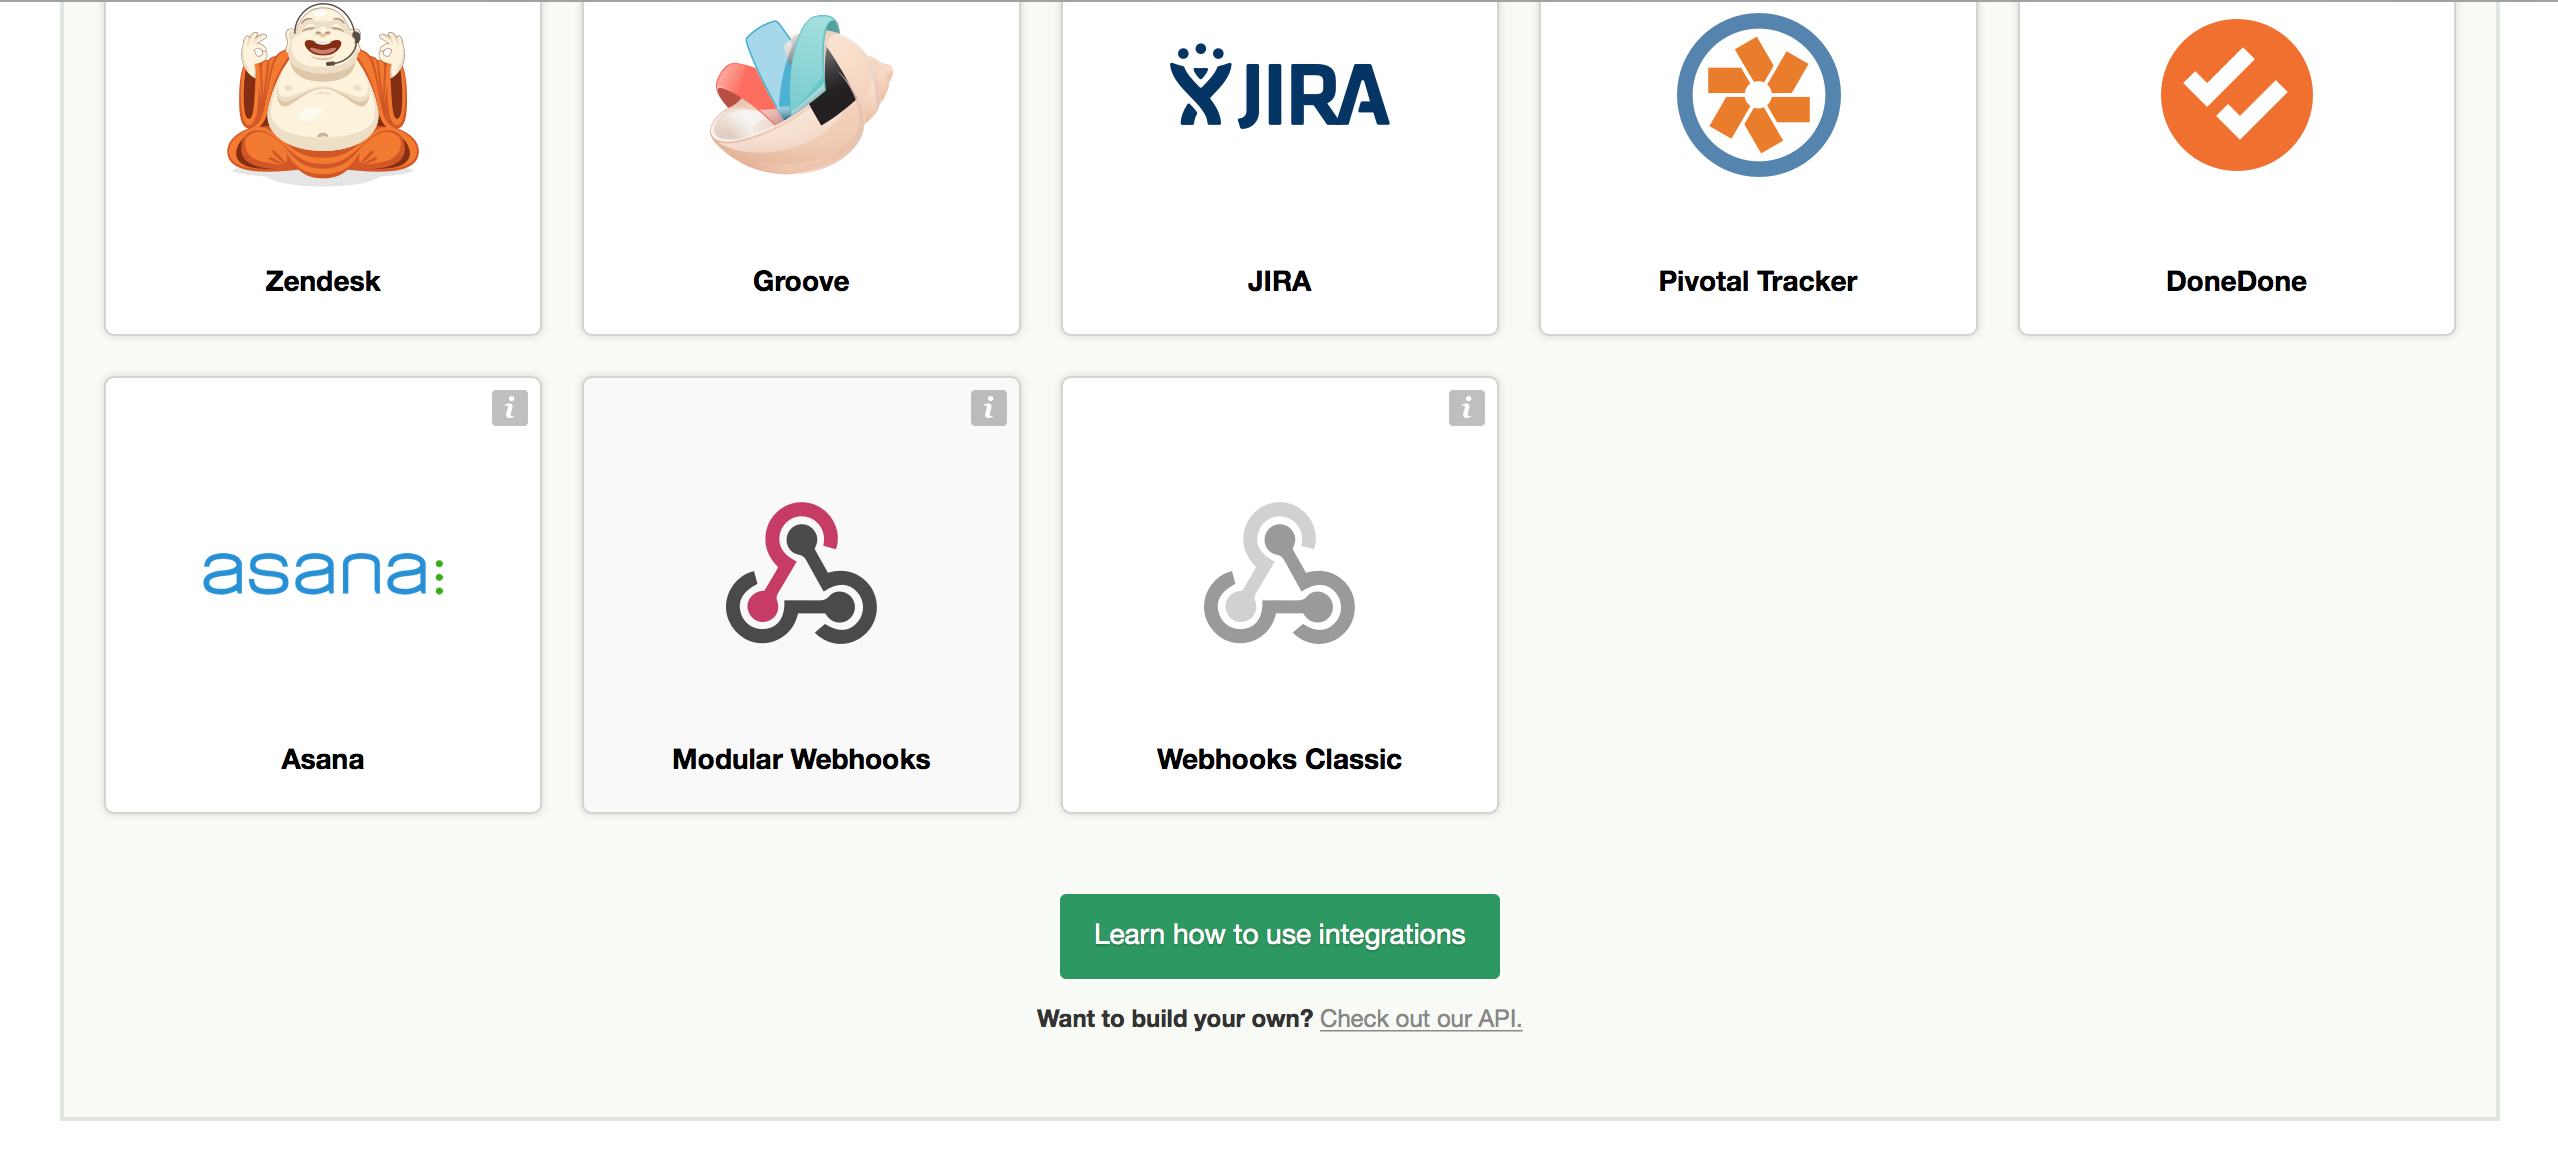 JIRA
Zendesk
Groove
JIRA
Pivotal Tracker
DoneDone
i
i
i
asana
Asana
Modular Webhooks
Webhooks Classic
Learn how to use integrations
Want to build your own? Check out our API.